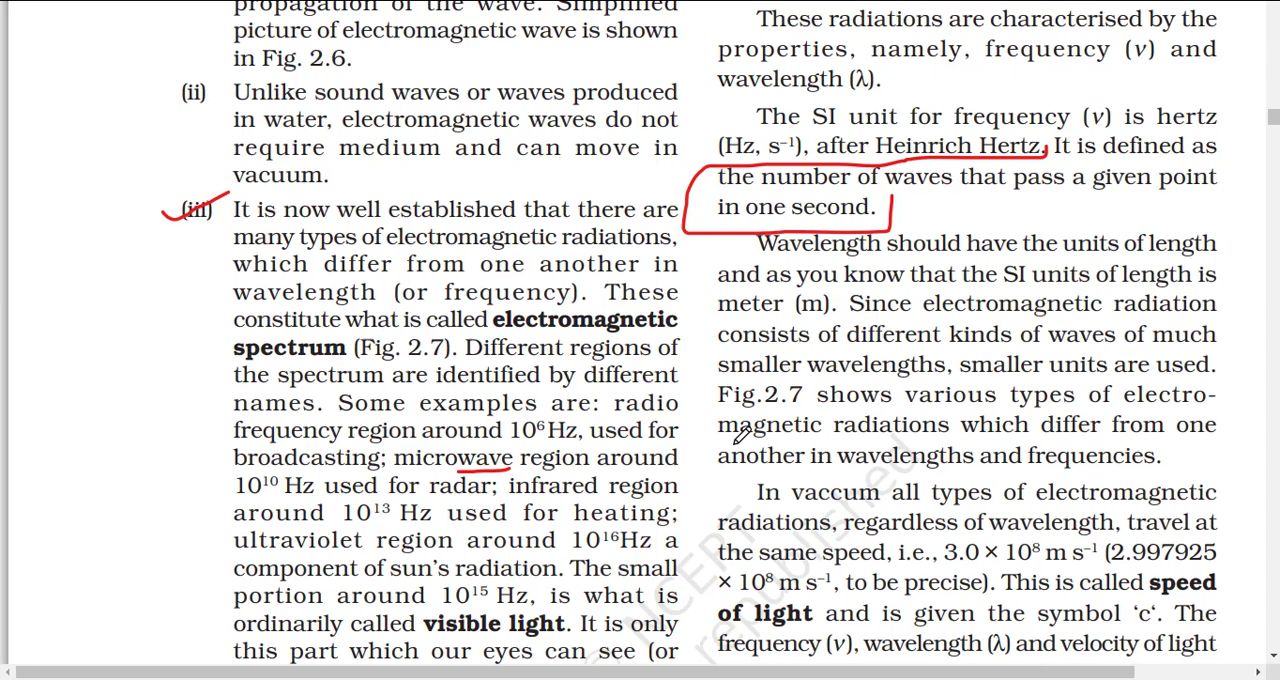 propagation of the wave. Simplified
picture of electromagnetic wave is shown
in Fig. 2.6.
(ii) Unlike sound waves or waves produced
in water, electromagnetic waves do not
require medium and can move in
vacuum.
(iii) It is now well established that there are
many types of electromagnetic radiations,
which differ from one another in
wavelength (or frequency). These
constitute what is called electromagnetic
spectrum (Fig. 2.7). Different regions of
the spectrum are identified by different
names. Some examples are: radio
frequency region around 10⁶ Hz, used for
broadcasting; microwave region around
10¹⁰ Hz used for radar; infrared region
around 10¹³ Hz used for heating;
ultraviolet region around 10¹⁶Hz a
component of sun's radiation. The small
portion around 10¹⁵ Hz, is what is
ordinarily called visible light. It is only
this part which our eyes can see (or
These radiations are characterised by the
properties, namely, frequency (ν) and
wavelength (λ).
The SI unit for frequency (ν) is hertz
(Hz, s⁻¹), after Heinrich Hertz. It is defined as
the number of waves that pass a given point
in one second.
Wavelength should have the units of length
and as you know that the SI units of length is
meter (m). Since electromagnetic radiation
consists of different kinds of waves of much
smaller wavelengths, smaller units are used.
Fig.2.7 shows various types of electro-
magnetic radiations which differ from one
another in wavelengths and frequencies.
In vaccum all types of electromagnetic
radiations, regardless of wavelength, travel at
the same speed, i.e., 3.0 × 10⁸ m s⁻¹ (2.997925
× 10⁸ m s⁻¹, to be precise). This is called speed
of light and is given the symbol 'c'. The
frequency (ν), wavelength (λ) and velocity of light
© NCERT
republished